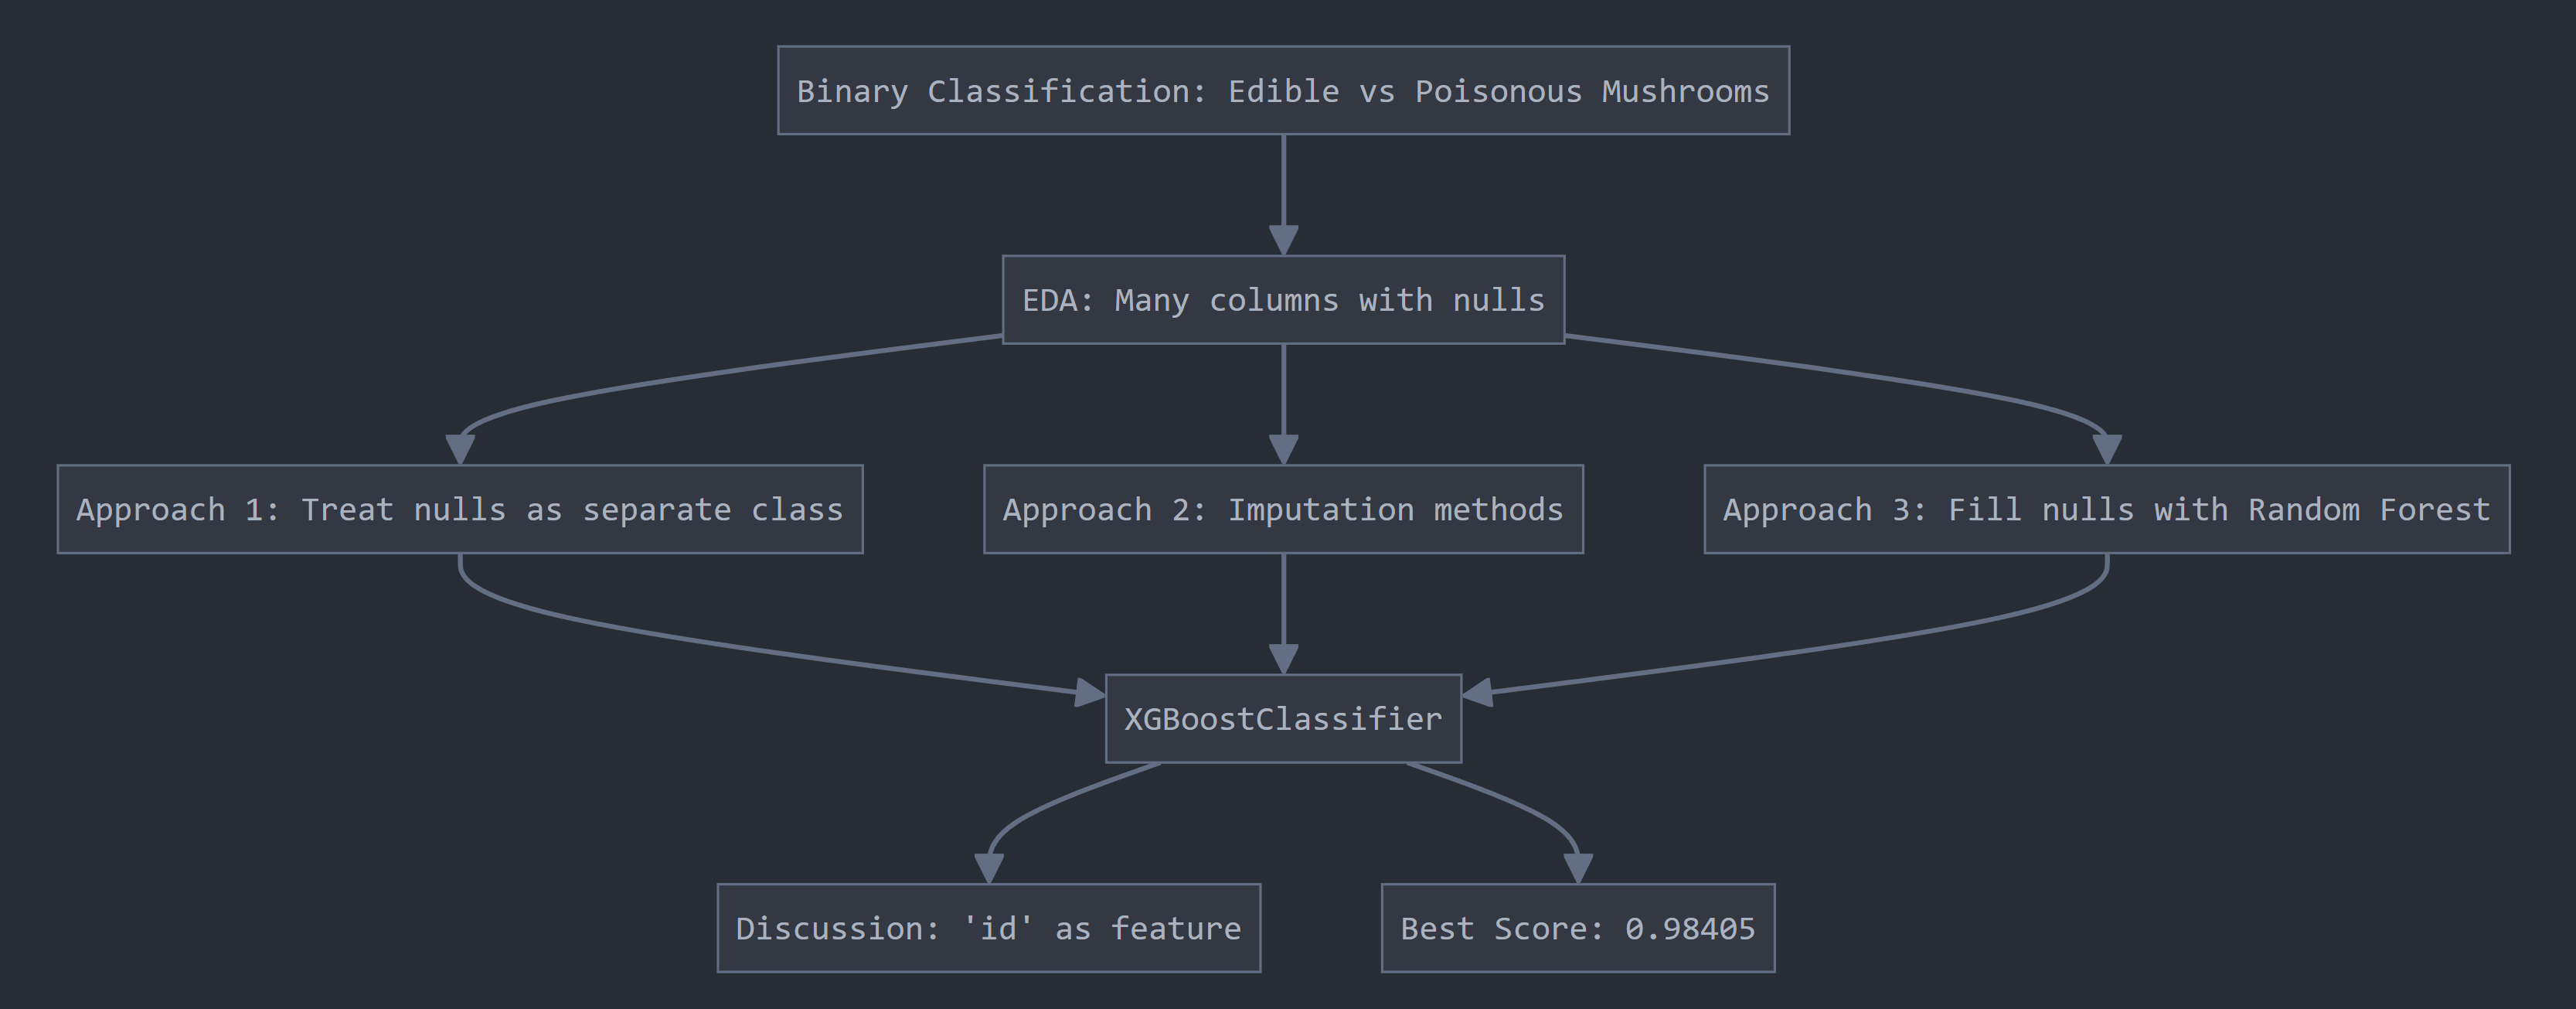 Binary Classification: Edible vs Poisonous Mushrooms
EDA: Many columns with nulls
Approach 1: Treat nulls as separate class
Approach 2: Imputation methods
Approach 3: Fill nulls with Random Forest
XGBoostClassifier
Discussion: 'id' as feature
Best Score: 0.98405